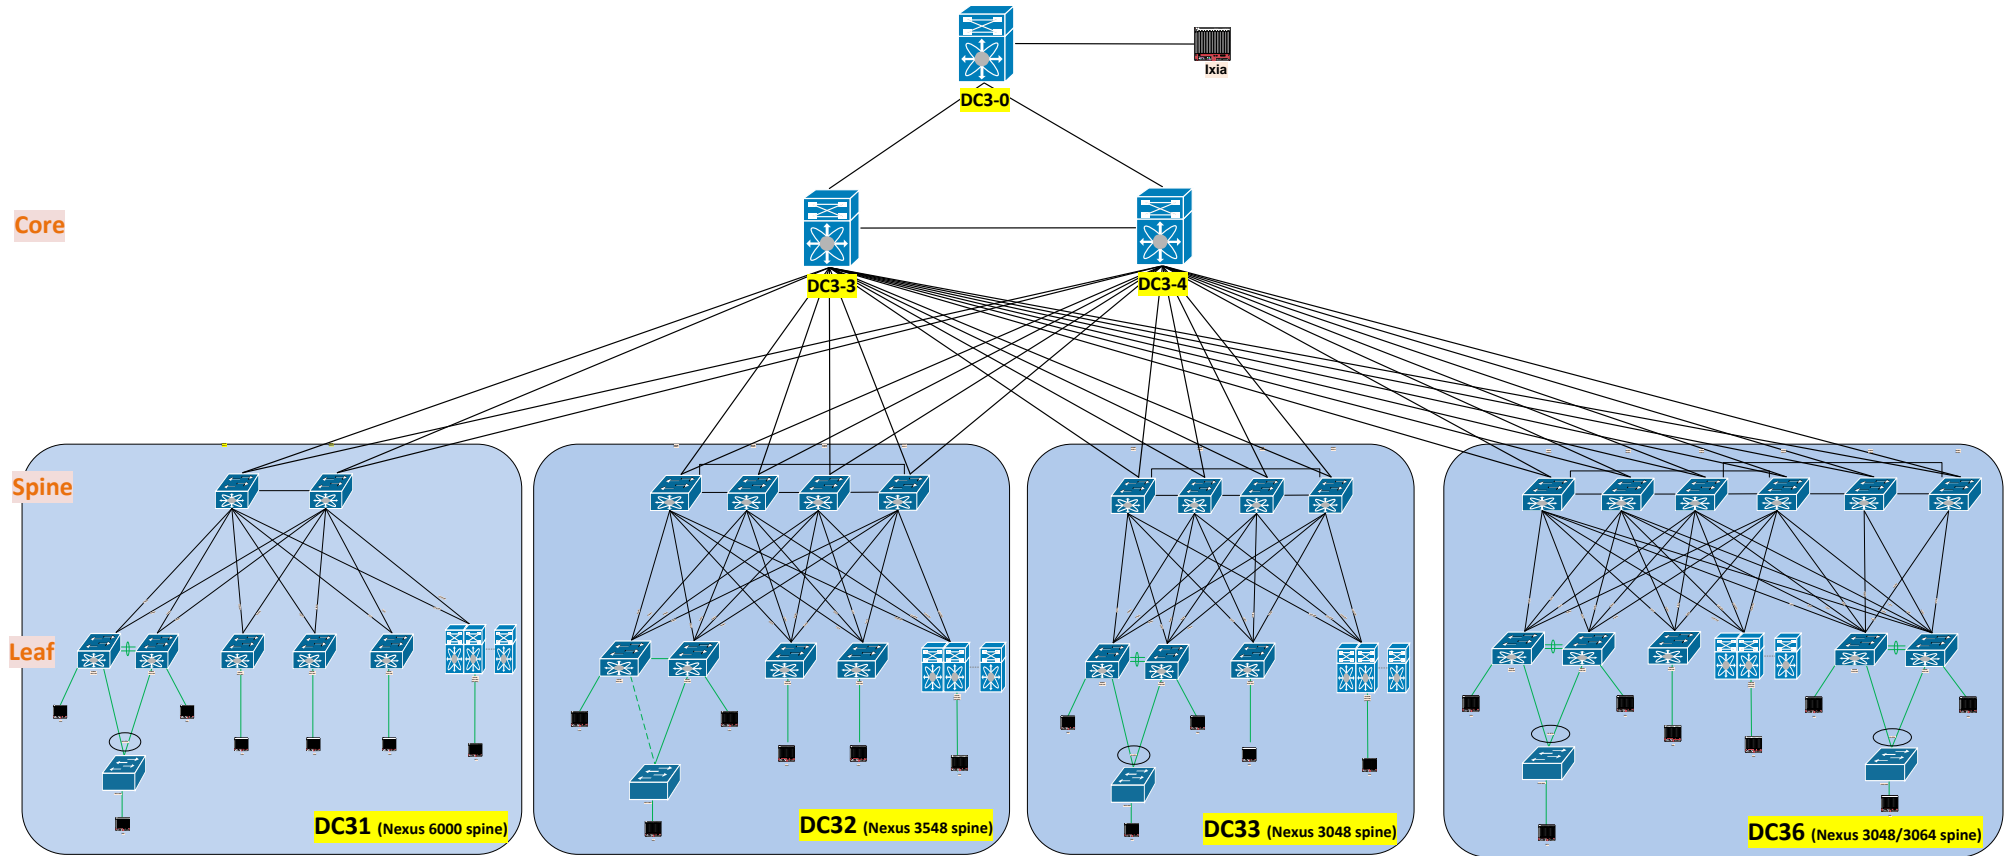 Ixia
DC3-0
Core
DC3-3
DC3-4
Spine
Leaf
DC31 (Nexus 6000 spine)
DC32 (Nexus 3548 spine)
DC33 (Nexus 3048 spine)
DC36 (Nexus 3048/3064 spine)